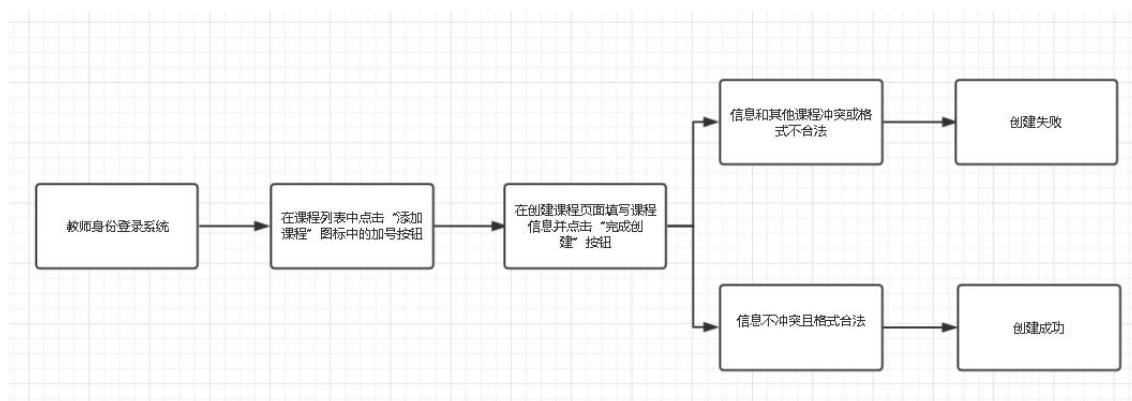 教师身份登录系统
在课程列表中点击“添加
课程”图标中的加号按钮
在创建课程页面填写课程
信息并点击“完成创
建”按钮
信息和其他课程冲突或格
式不合法
创建失败
信息不冲突且格式合法
创建成功